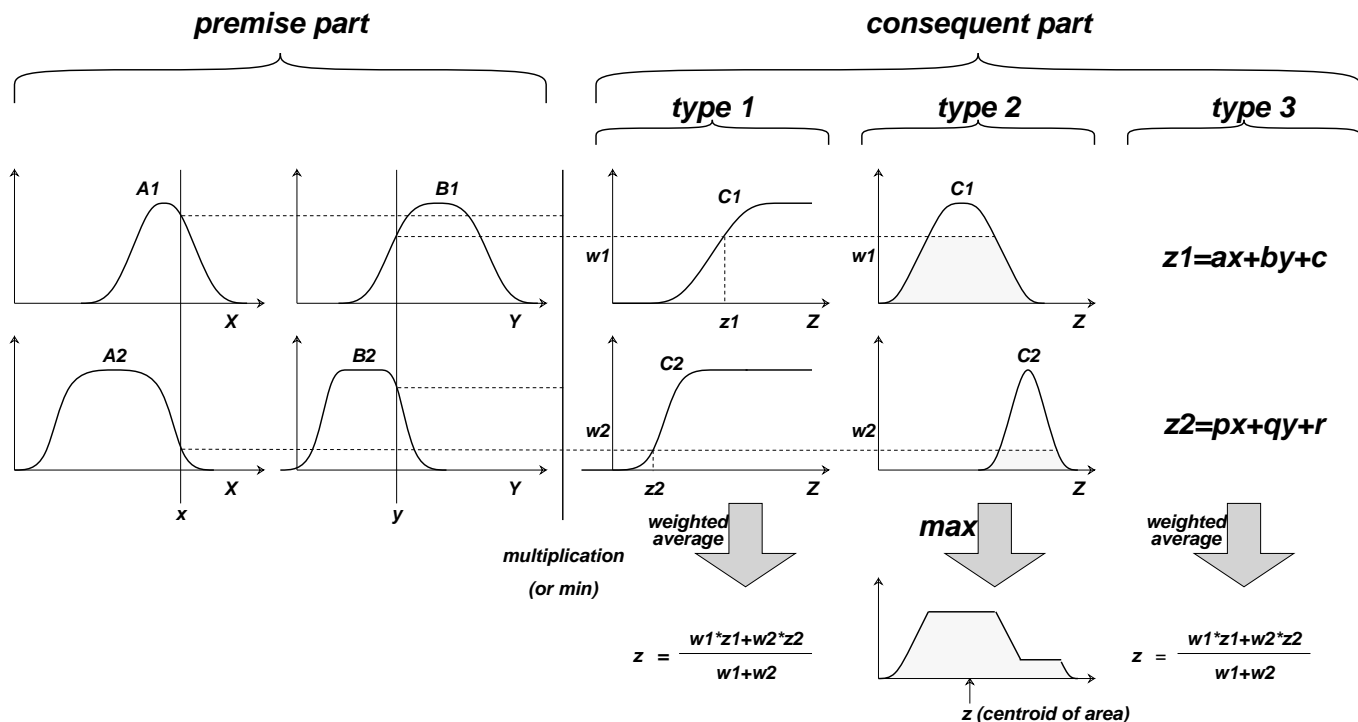 premise part
consequent part
type 1
type 2
type 3
A1
B1
C1
C1
w1
w1
z1=ax+by+c
X
Y
z1
Z
Z
A2
B2
C2
C2
w2
w2
z2=px+qy+r
X
Y
z2
Z
Z
x
y
multiplication
(or min)
weighted
average
max
weighted
average
z = w1*z1+w2*z2
w1+w2
z = w1*z1+w2*z2
w1+w2
z (centroid of area)